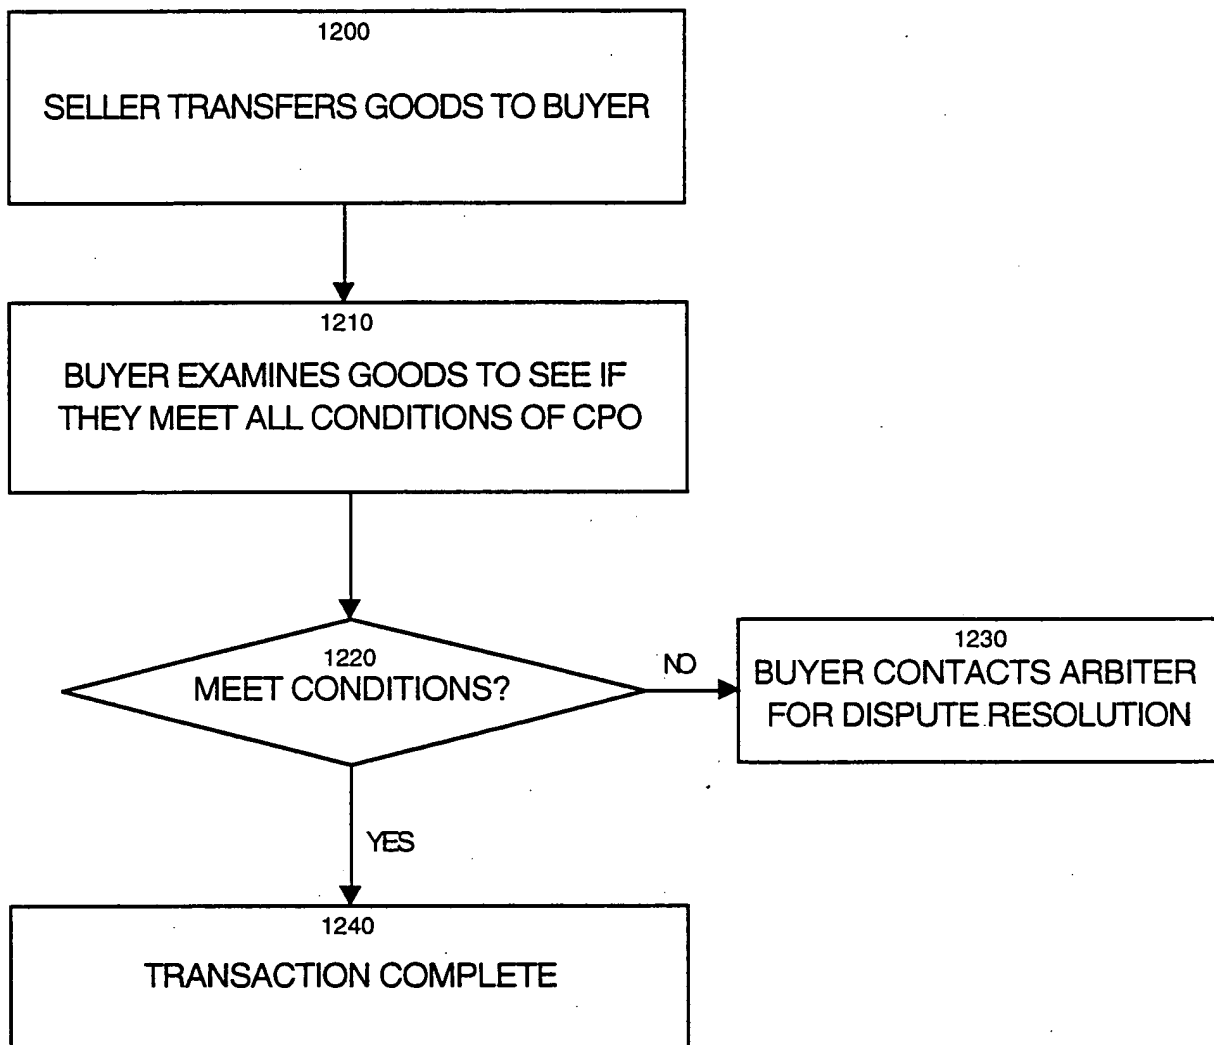 1200
SELLER TRANSFERS GOODS TO BUYER
1210
BUYER EXAMINES GOODS TO SEE IF
THEY MEET ALL CONDITIONS OF CPO
1220
MEET CONDITIONS?
NO
1230
BUYER CONTACTS ARBITER
FOR DISPUTE RESOLUTION
YES
1240
TRANSACTION COMPLETE